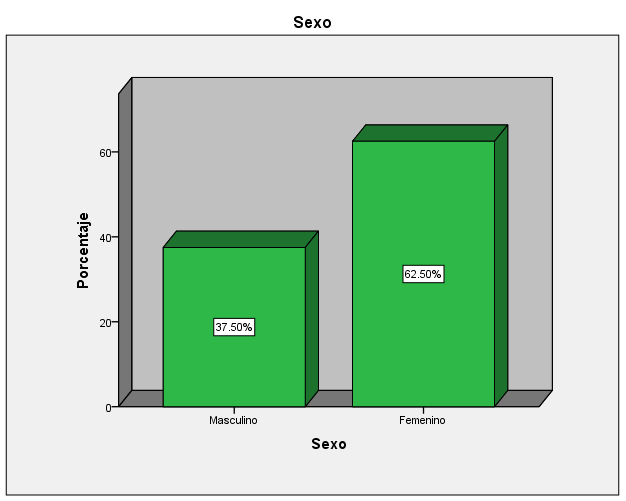 Sexo
Porcentaje
60
40
20
0
37.50%
62.50%
Masculino
Femenino
Sexo